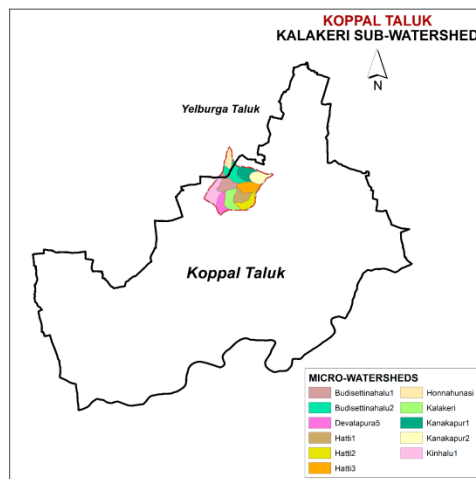 KOPPAL TALUK
KALAKERI SUB-WATERSHED
N
Yelburga Taluk
Koppal Taluk
MICRO-WATERSHEDS
Budisettinahalu1
Budisettinahalu2
Devalapura5
Hatti1
Hatti2
Hatti3
Honnahunasi
Kalakeri
Kanakapur1
Kanakapur2
Kinhalu1